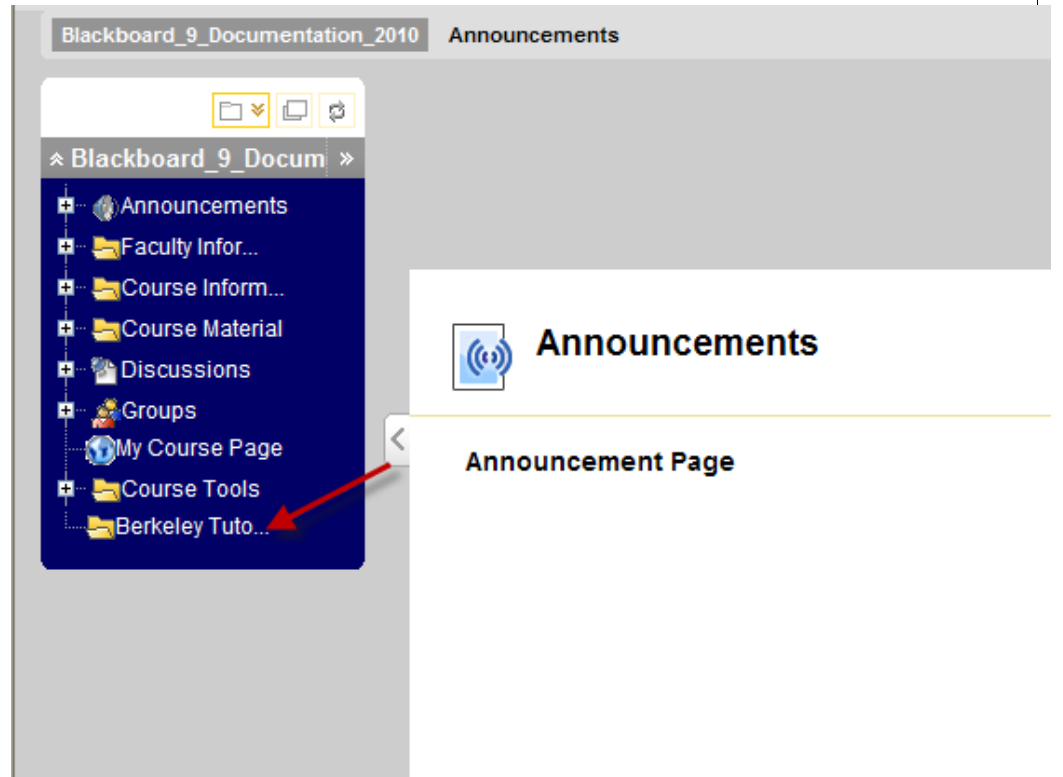 Blackboard_9_Documentation_2010 Announcements
Blackboard_9_Docum
Announcements
Faculty Infor...
Course Inform...
Course Material
Discussions
Groups
My Course Page
Course Tools
Berkeley Tuto...
Announcements
Announcement Page